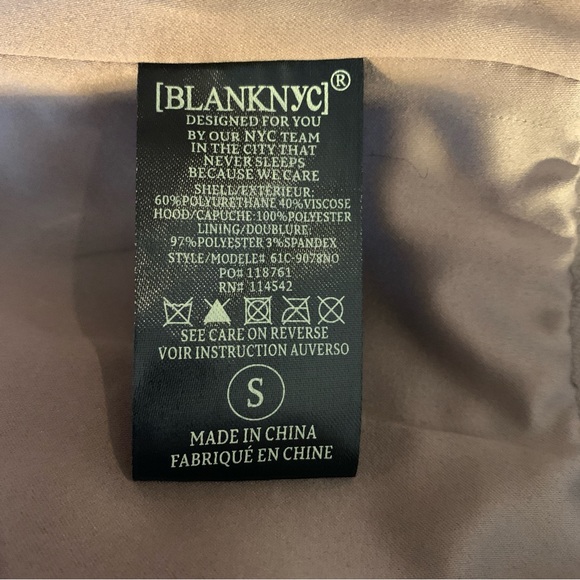 [BLANKNYC]®
DESIGNED FOR YOU
BY OUR NYC TEAM
IN THE CITY THAT
NEVER SLEEPS
BECAUSE WE CARE
SHELL/EXTÉRIEUR:
60%POLYURETHANE 40%VISCOSE
HOOD/CAPUCHE:100%POLYESTER
LINING/DOUBLURE:
97%POLYESTER 3%SPANDEX
STYLE/MODELE# 61C-9078NO
PO# 118761
RN# 114542
SEE CARE ON REVERSE
VOIR INSTRUCTION AUVERSO
S
MADE IN CHINA
FABRIQUÉ EN CHINE